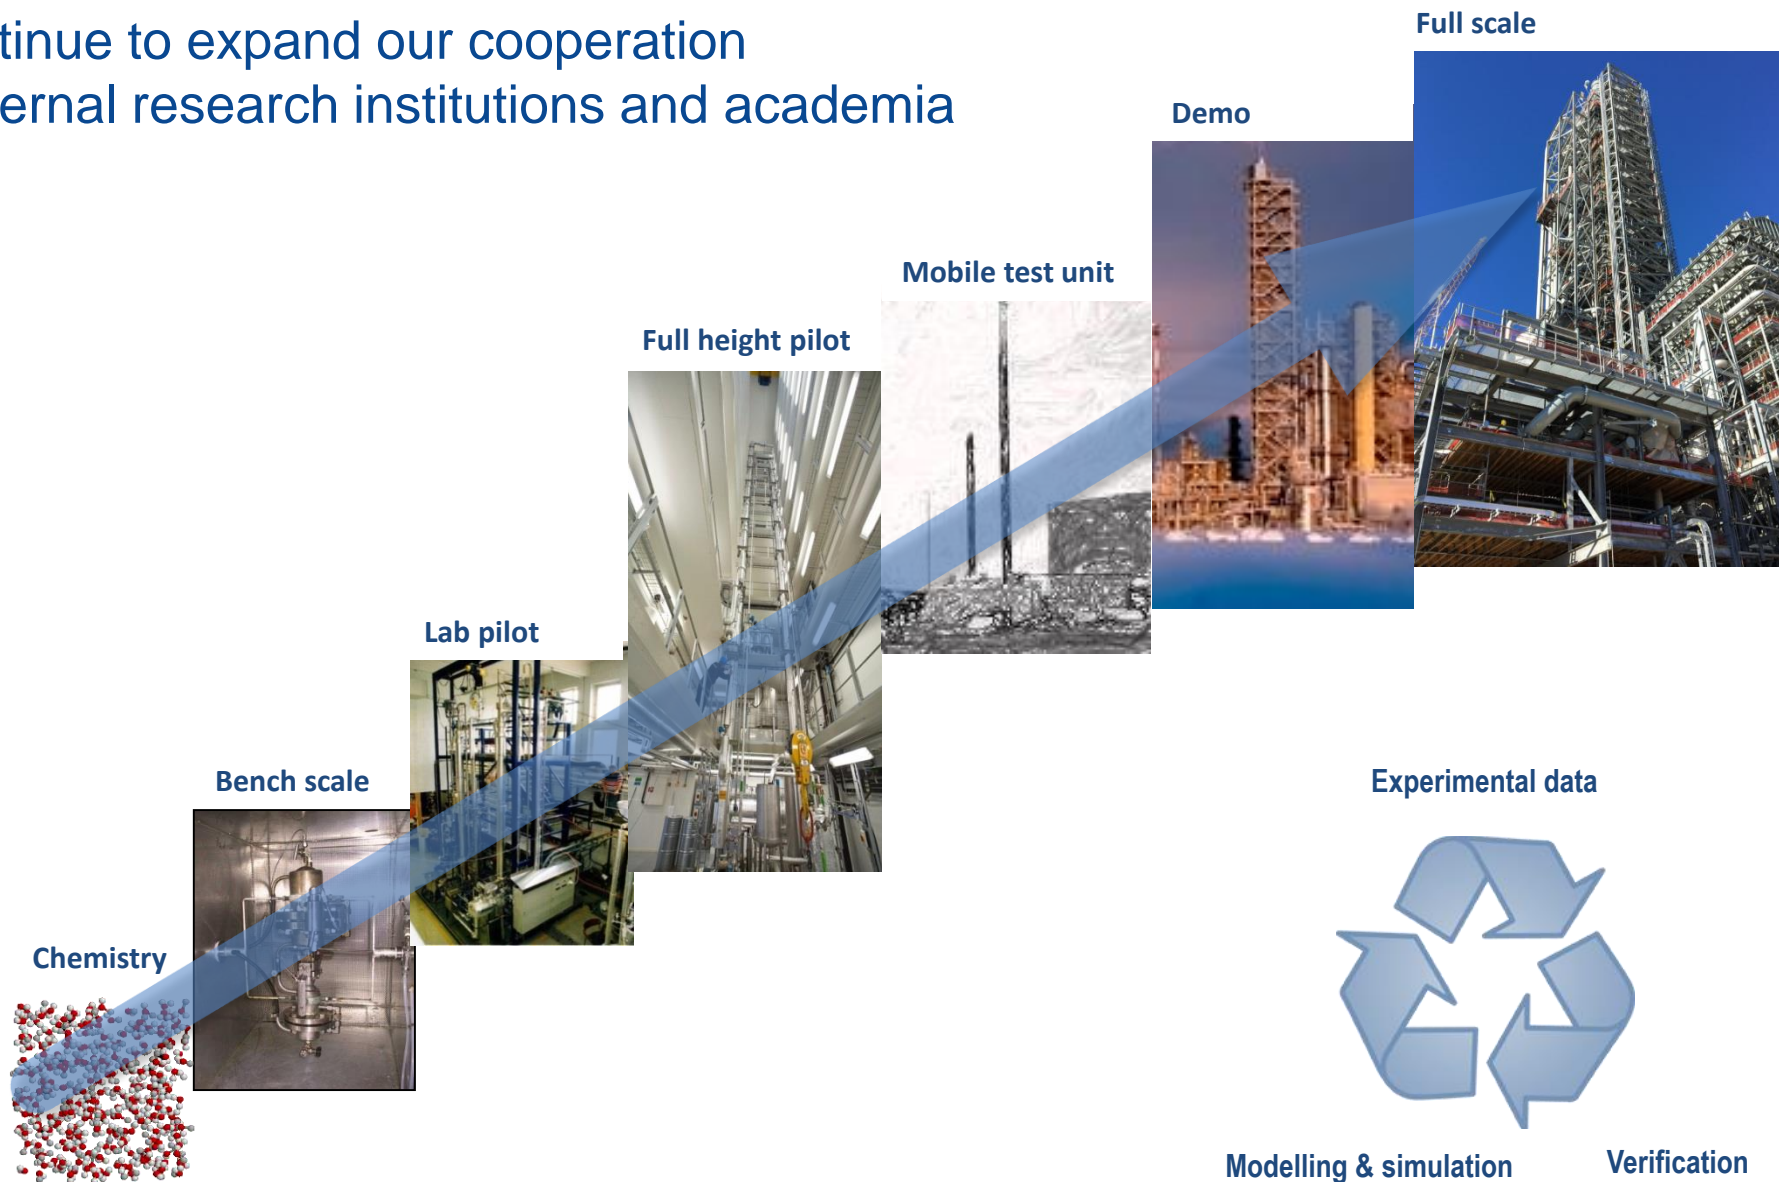 tinue to expand our cooperation
ernal research institutions and academia
Full scale
Demo
Mobile test unit
Full height pilot
Lab pilot
Bench scale
Chemistry
Experimental data
Modelling & simulation
Verification